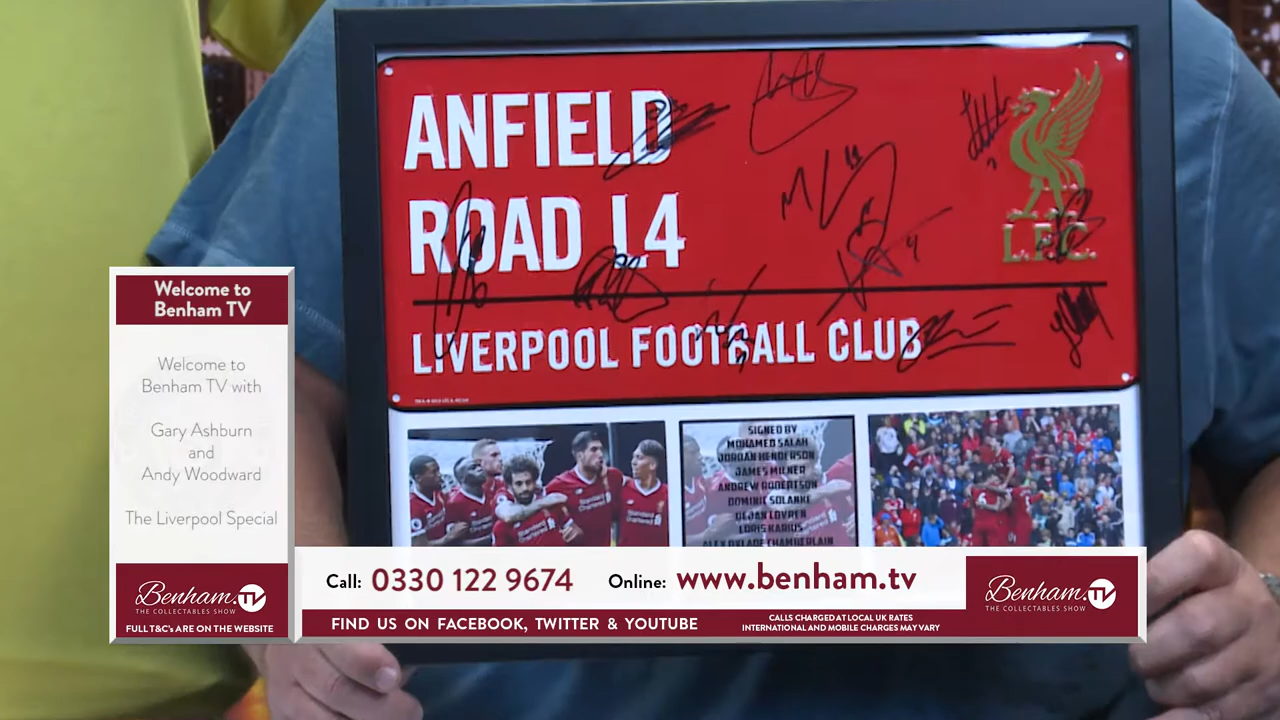 ANFIELD
ROAD L4
LIVERPOOL FOOTBALL CLUB
L.F.C.
SIGNED BY
MOHAMED SALAH
JORDAN HENDERSON
JAMES MILNER
ANDREW ROBERTSON
DOMINIC SOLANKE
DEJAN LOVREN
LORIS KARIUS
ALEX OXLADE CHAMBERLAIN
Welcome to
Benham TV
Welcome to
Benham TV with
Gary Ashburn
and
Andy Woodward
The Liverpool Special
Benham.TV
THE COLLECTABLES SHOW
FULL T&C's ARE ON THE WEBSITE
Call: 0330 122 9674 Online: www.benham.tv
FIND US ON FACEBOOK, TWITTER & YOUTUBE
CALLS CHARGED AT LOCAL UK RATES
INTERNATIONAL AND MOBILE CHARGES MAY VARY
Benham.TV
THE COLLECTABLES SHOW